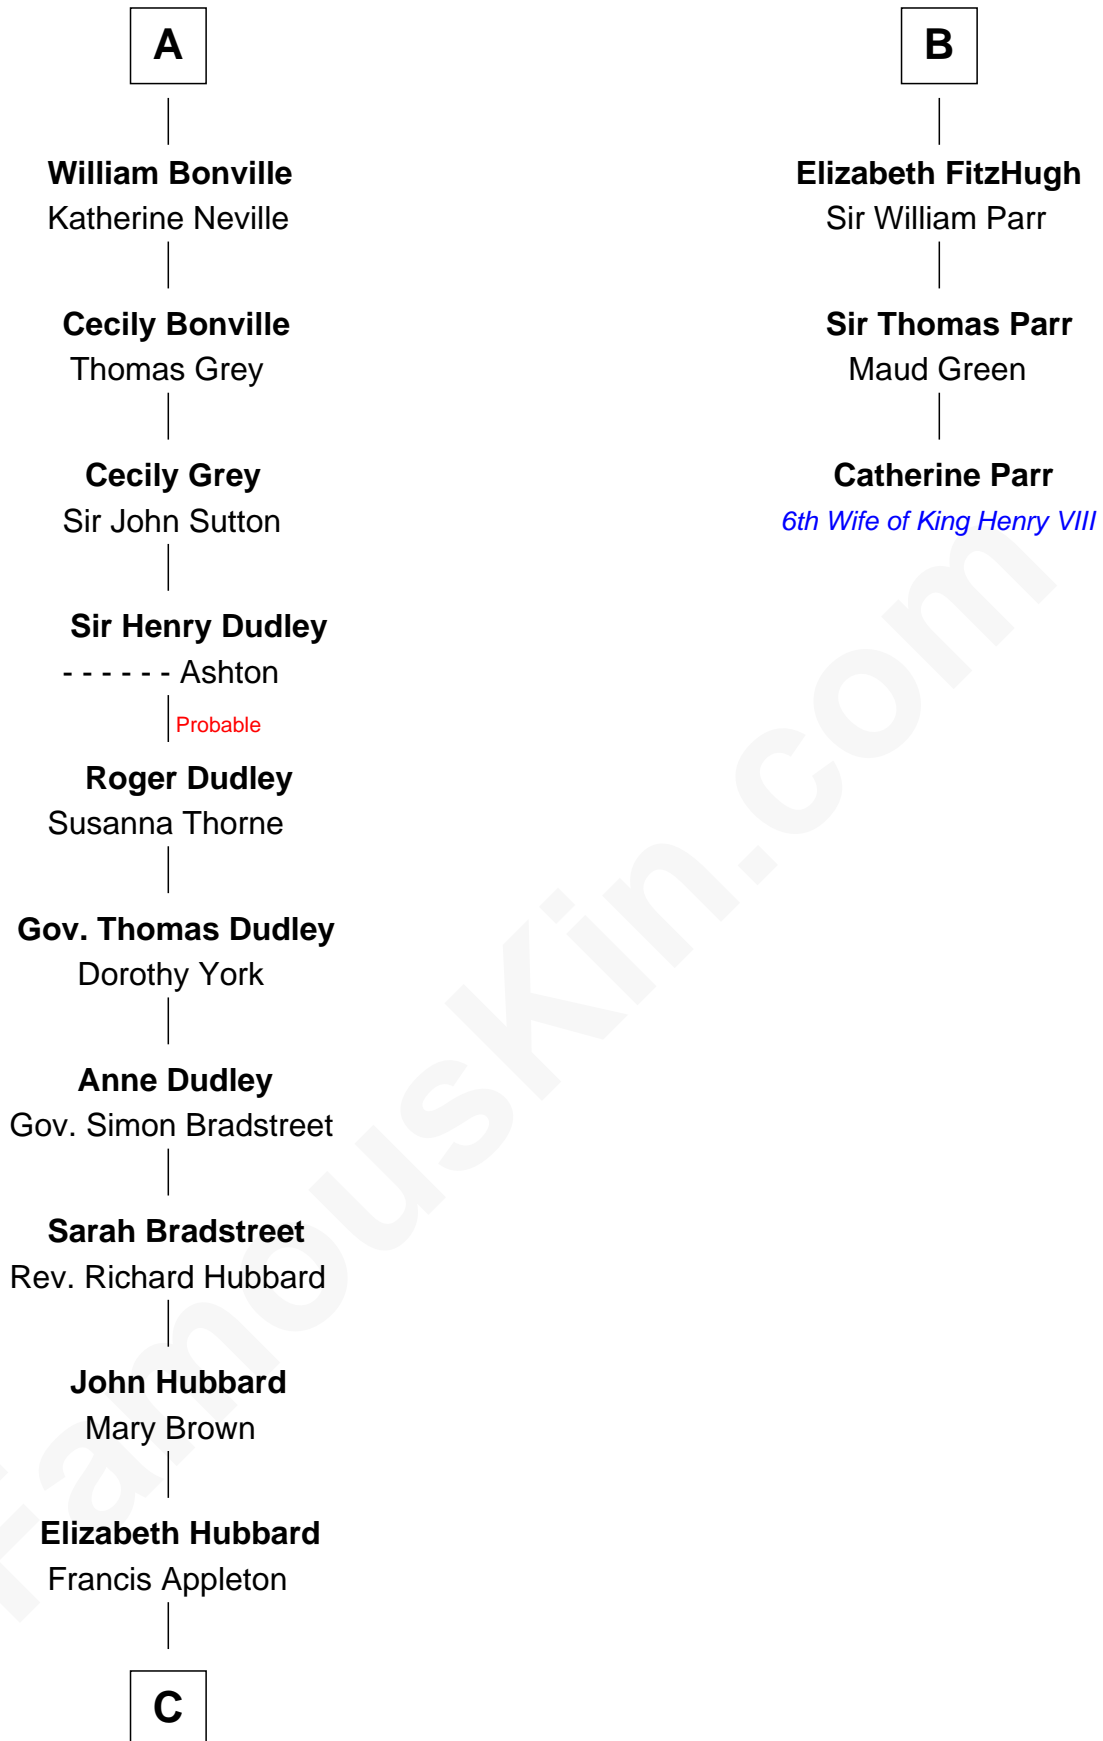 A
William Bonville
Katherine Neville
Cecily Bonville
Thomas Grey
Cecily Grey
Sir John Sutton
Sir Henry Dudley
- - - - - - Ashton
Probable
Roger Dudley
Susanna Thorne
Gov. Thomas Dudley
Dorothy York
Anne Dudley
Gov. Simon Bradstreet
Sarah Bradstreet
Rev. Richard Hubbard
John Hubbard
Mary Brown
Elizabeth Hubbard
Francis Appleton
C
B
Elizabeth FitzHugh
Sir William Parr
Sir Thomas Parr
Maud Green
Catherine Parr
6th Wife of King Henry VIII
FamousKin.com